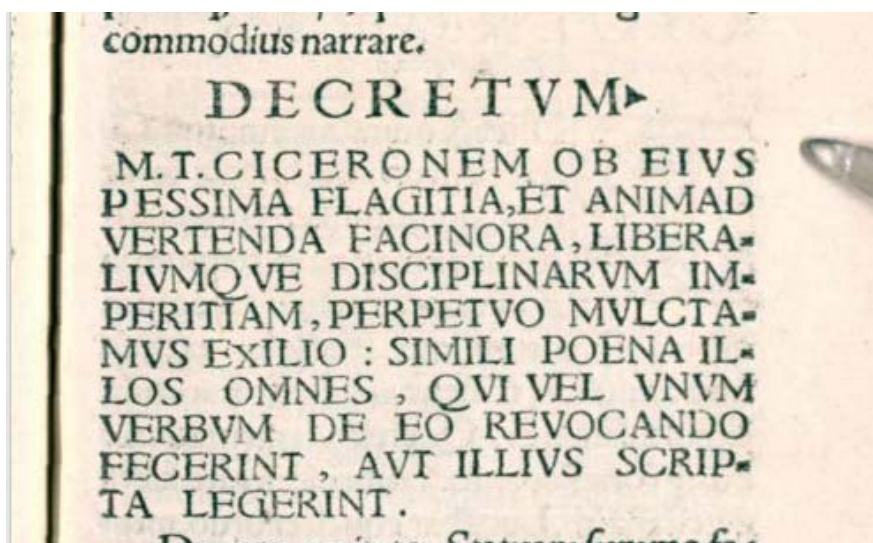 commodius narrare.
DECRETVM
M.T.CICERONEM OB EIVS
PESSIMA FLAGITIA,ET ANIMAD
VERTENDA FACINORA, LIBERA-
LIVMQVE DISCIPLINARVM IM-
PERITIAM, PERPETVO MVLCTA-
MVS EXILIO : SIMILI POENA IL-
LOS OMNES, QVI VEL VNVM
VERBVM DE EO REVOCANDO
FECERINT, AVT ILLIVS SCRIP-
TA LEGERINT.